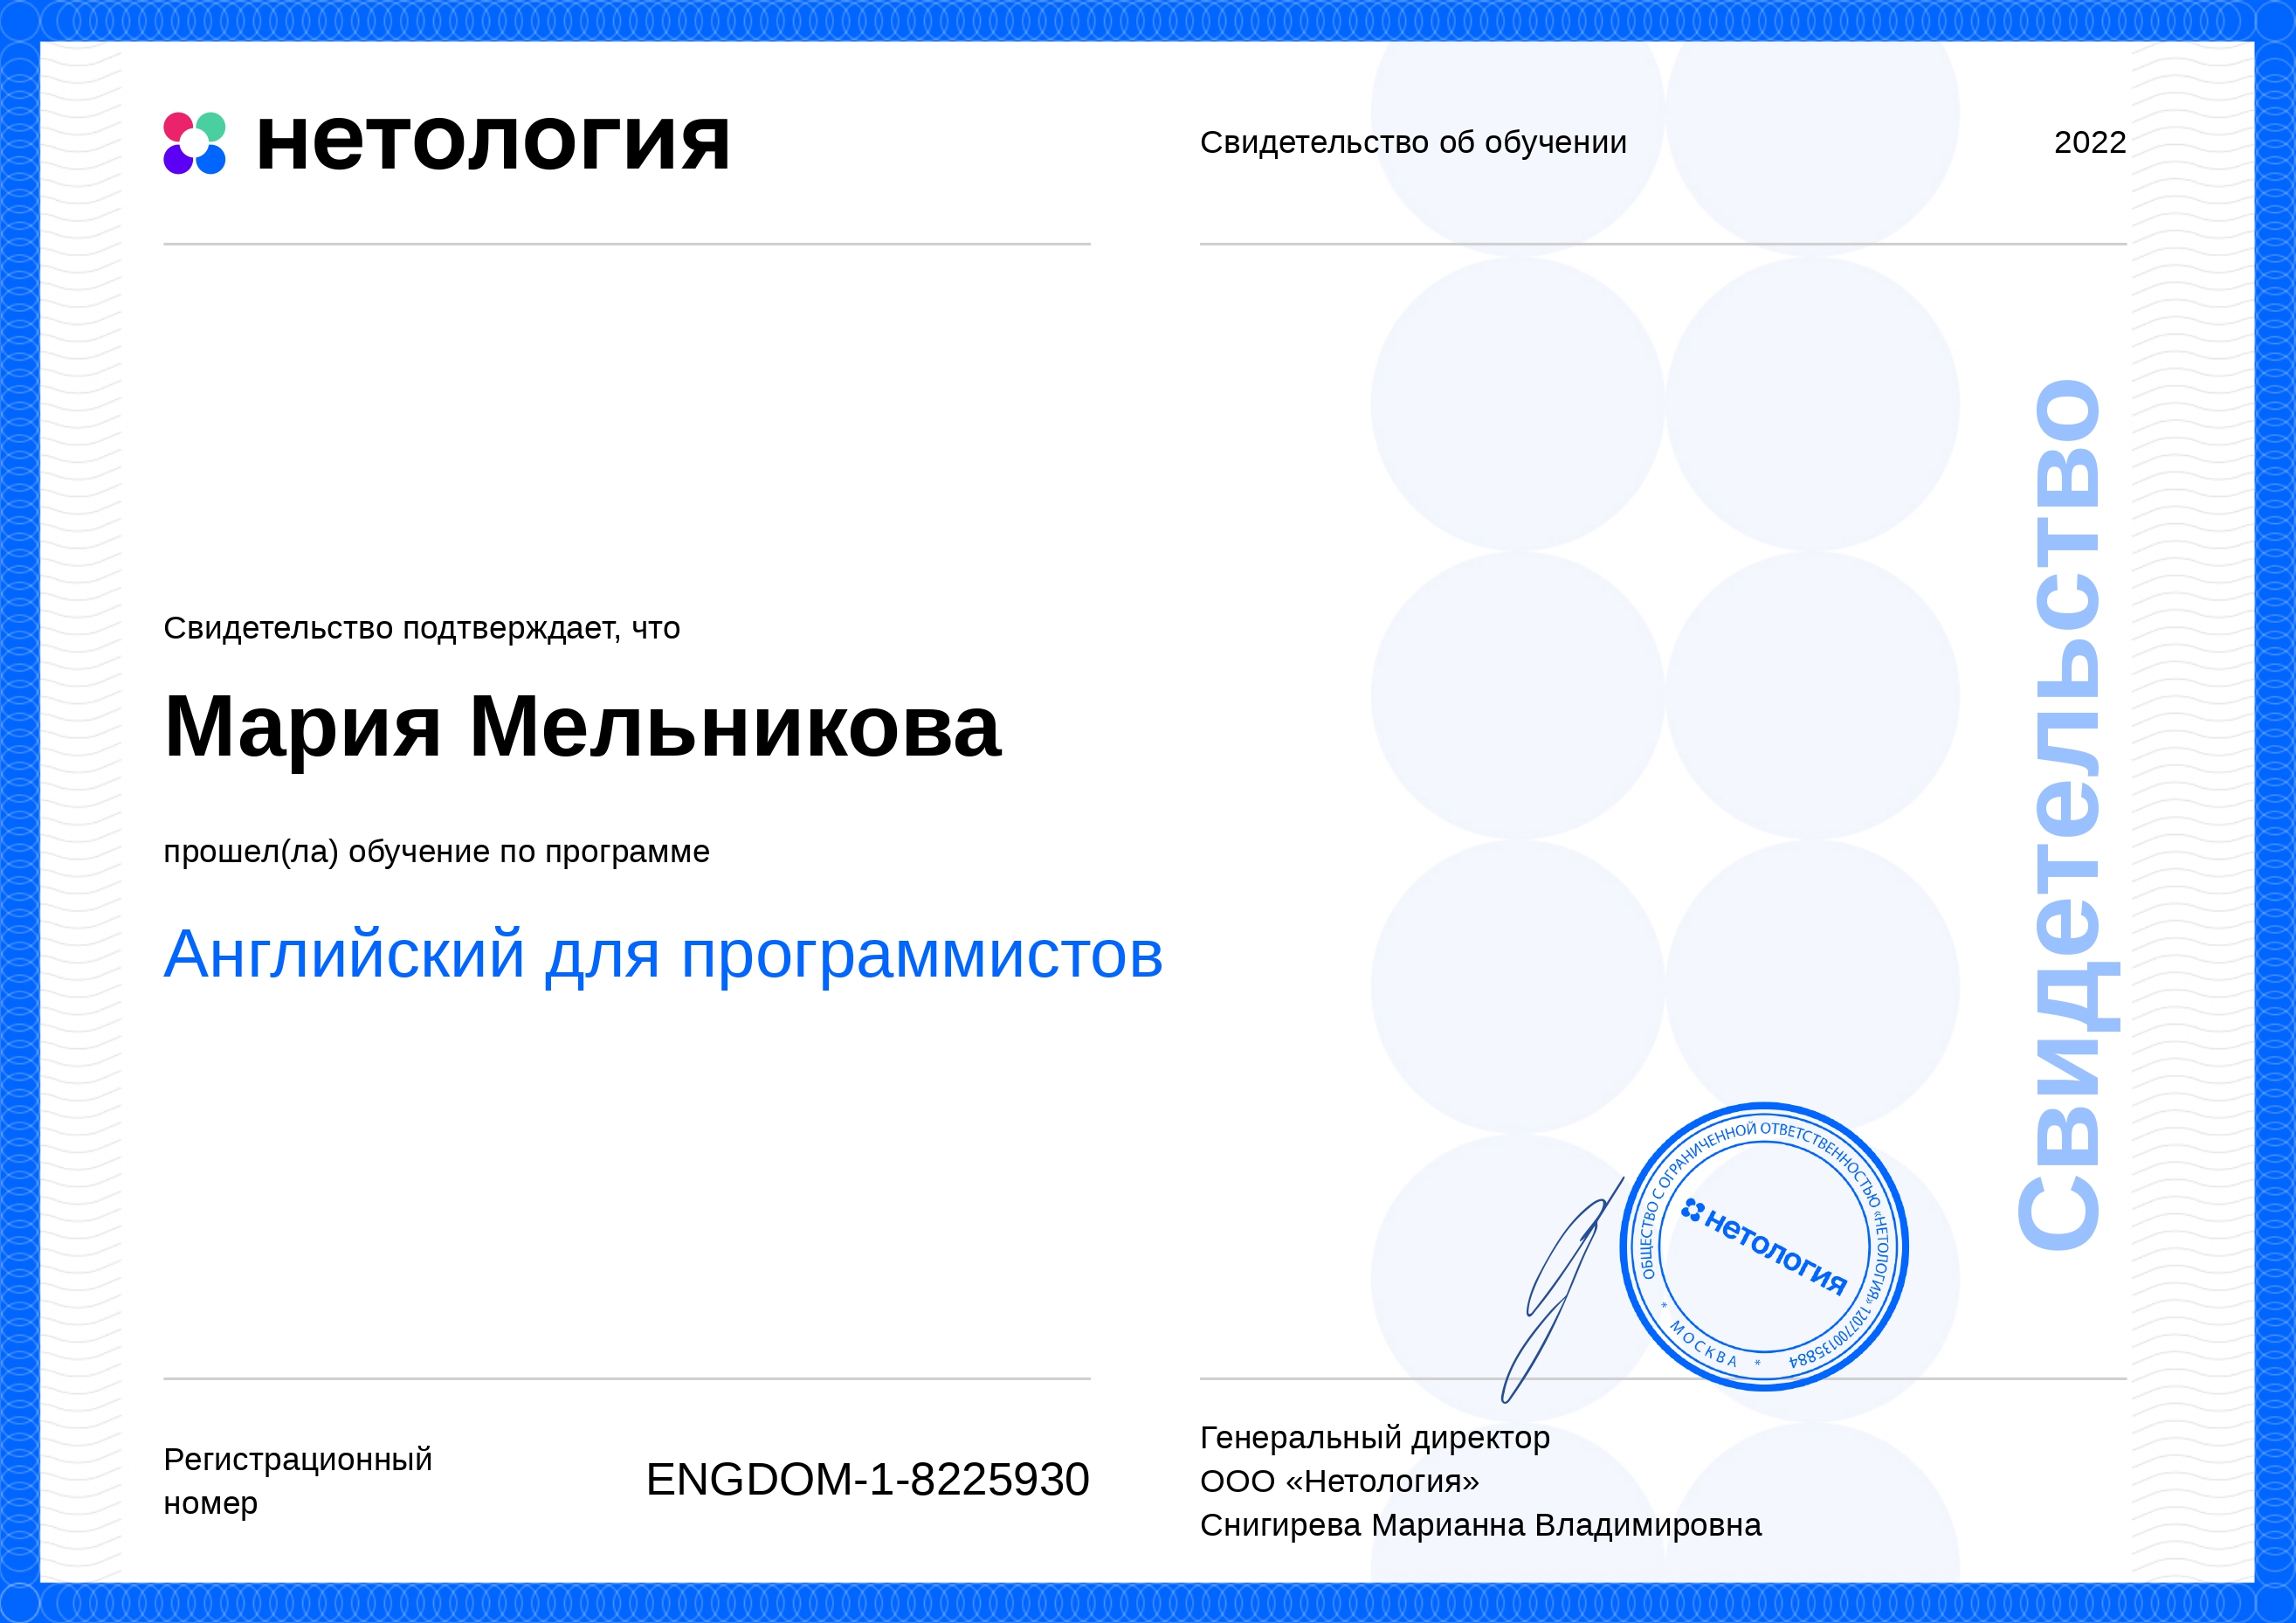 нетология
Свидетельство об обучении
2022
Свидетельство подтверждает, что
Мария Мельникова
прошел(ла) обучение по программе
Английский для программистов
Свидетельство
ОБЩЕСТВО С ОГРАНИЧЕННОЙ ОТВЕТСТВЕННОСТЬЮ «НЕТОЛОГИЯ» 1207700135884
* МОСКВА *
нетология
Регистрационный
номер
ENGDOM-1-8225930
Генеральный директор
ООО «Нетология»
Снигирева Марианна Владимировна